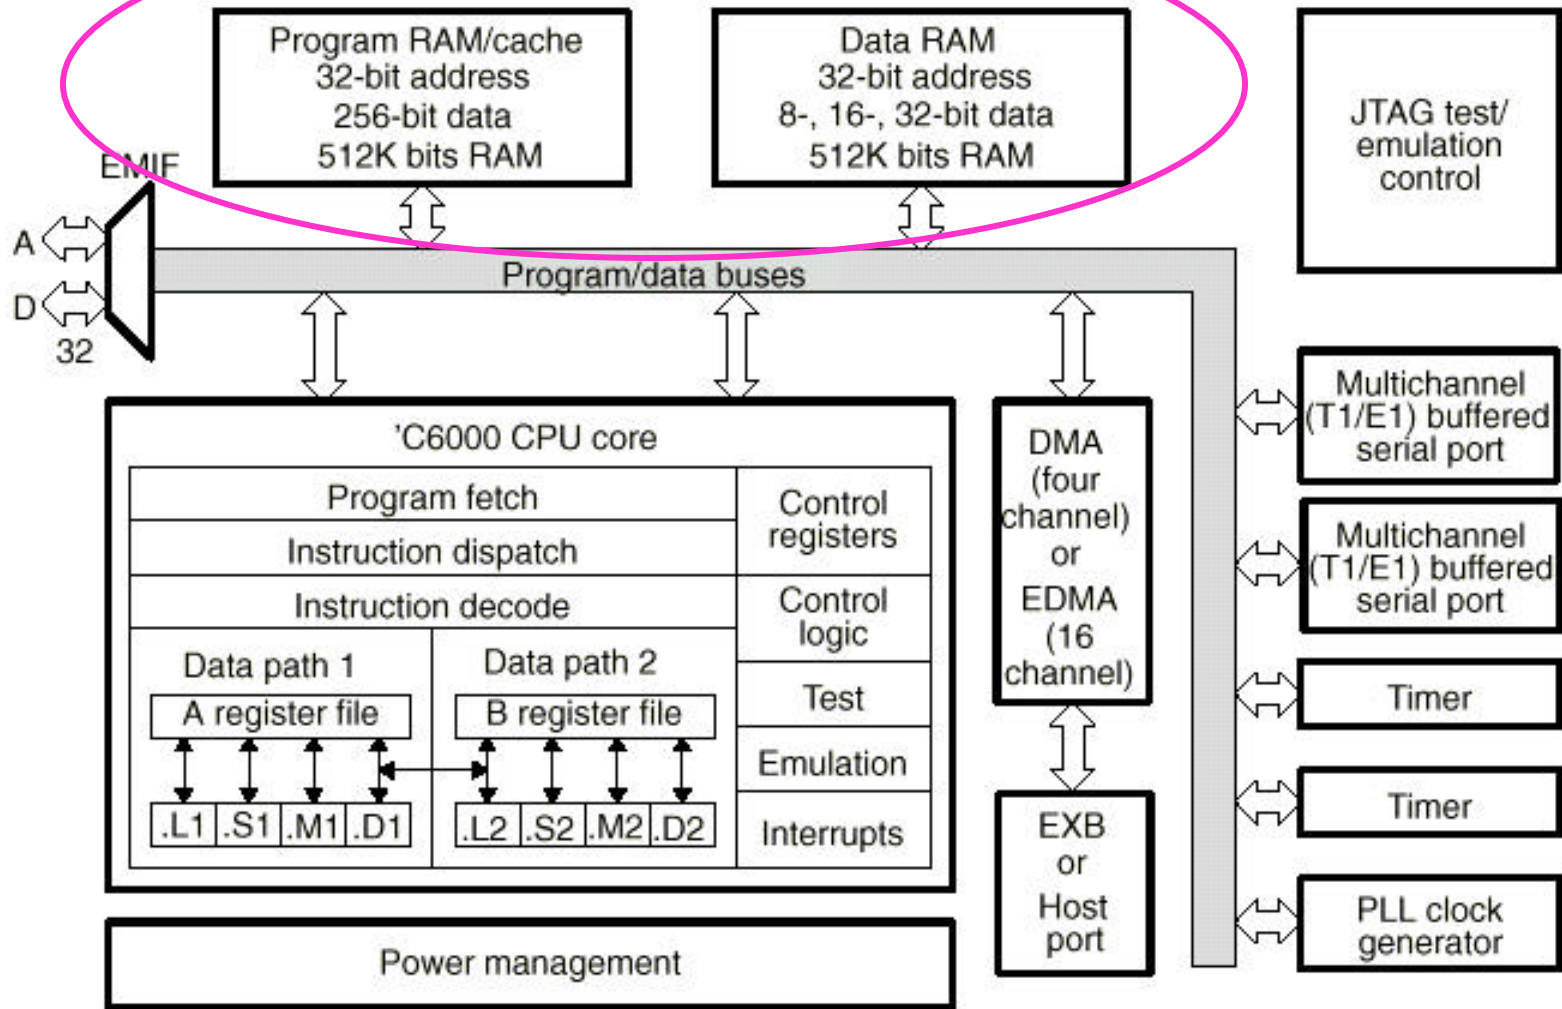 Program RAM/cache
32-bit address
256-bit data
512K bits RAM
Data RAM
32-bit address
8-, 16-, 32-bit data
512K bits RAM
JTAG test/
emulation
control
EMIF
A
D
32
Program/data buses
'C6000 CPU core
Program fetch
Instruction dispatch
Instruction decode
Control
registers
Control
logic
Test
Emulation
Interrupts
Data path 1
A register file
.L1 .S1 .M1 .D1
Data path 2
B register file
.L2 .S2 .M2 .D2
Power management
DMA
(four
channel)
or
EDMA
(16
channel)
EXB
or
Host
port
Multichannel
(T1/E1) buffered
serial port
Multichannel
(T1/E1) buffered
serial port
Timer
Timer
PLL clock
generator